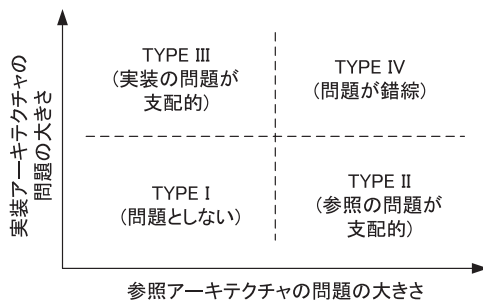 実装アーキテクチャの
問題の大きさ
TYPE III
(実装の問題が
支配的)
TYPE IV
(問題が錯綜)
TYPE I
(問題としない)
TYPE II
(参照の問題が
支配的)
参照アーキテクチャの問題の大きさ